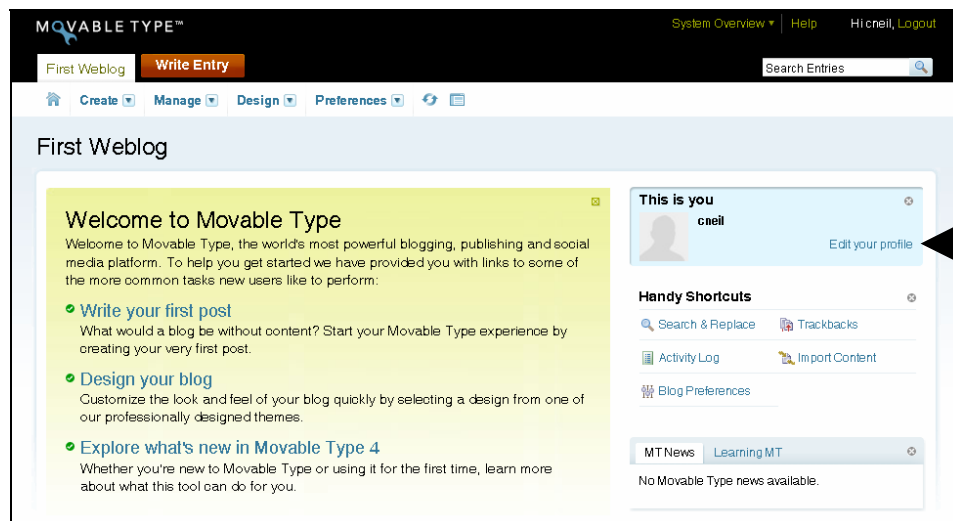 MOVABLE TYPE™
System Overview Help Hi cneil, Logout
First Weblog Write Entry Search Entries
Create Manage Design Preferences
First Weblog
Welcome to Movable Type
Welcome to Movable Type, the world's most powerful blogging, publishing and social
media platform. To help you get started we have provided you with links to some of
the more common tasks new users like to perform:
Write your first post
What would a blog be without content? Start your Movable Type experience by
creating your very first post.
Design your blog
Customize the look and feel of your blog quickly by selecting a design from one of
our professionally designed themes.
Explore what's new in Movable Type 4
Whether you're new to Movable Type or using it for the first time, learn more
about what this tool can do for you.
This is you
cneil
Edit your profile
Handy Shortcuts
Search & Replace Trackbacks
Activity Log Import Content
Blog Preferences
MT News Learning MT
No Movable Type news available.